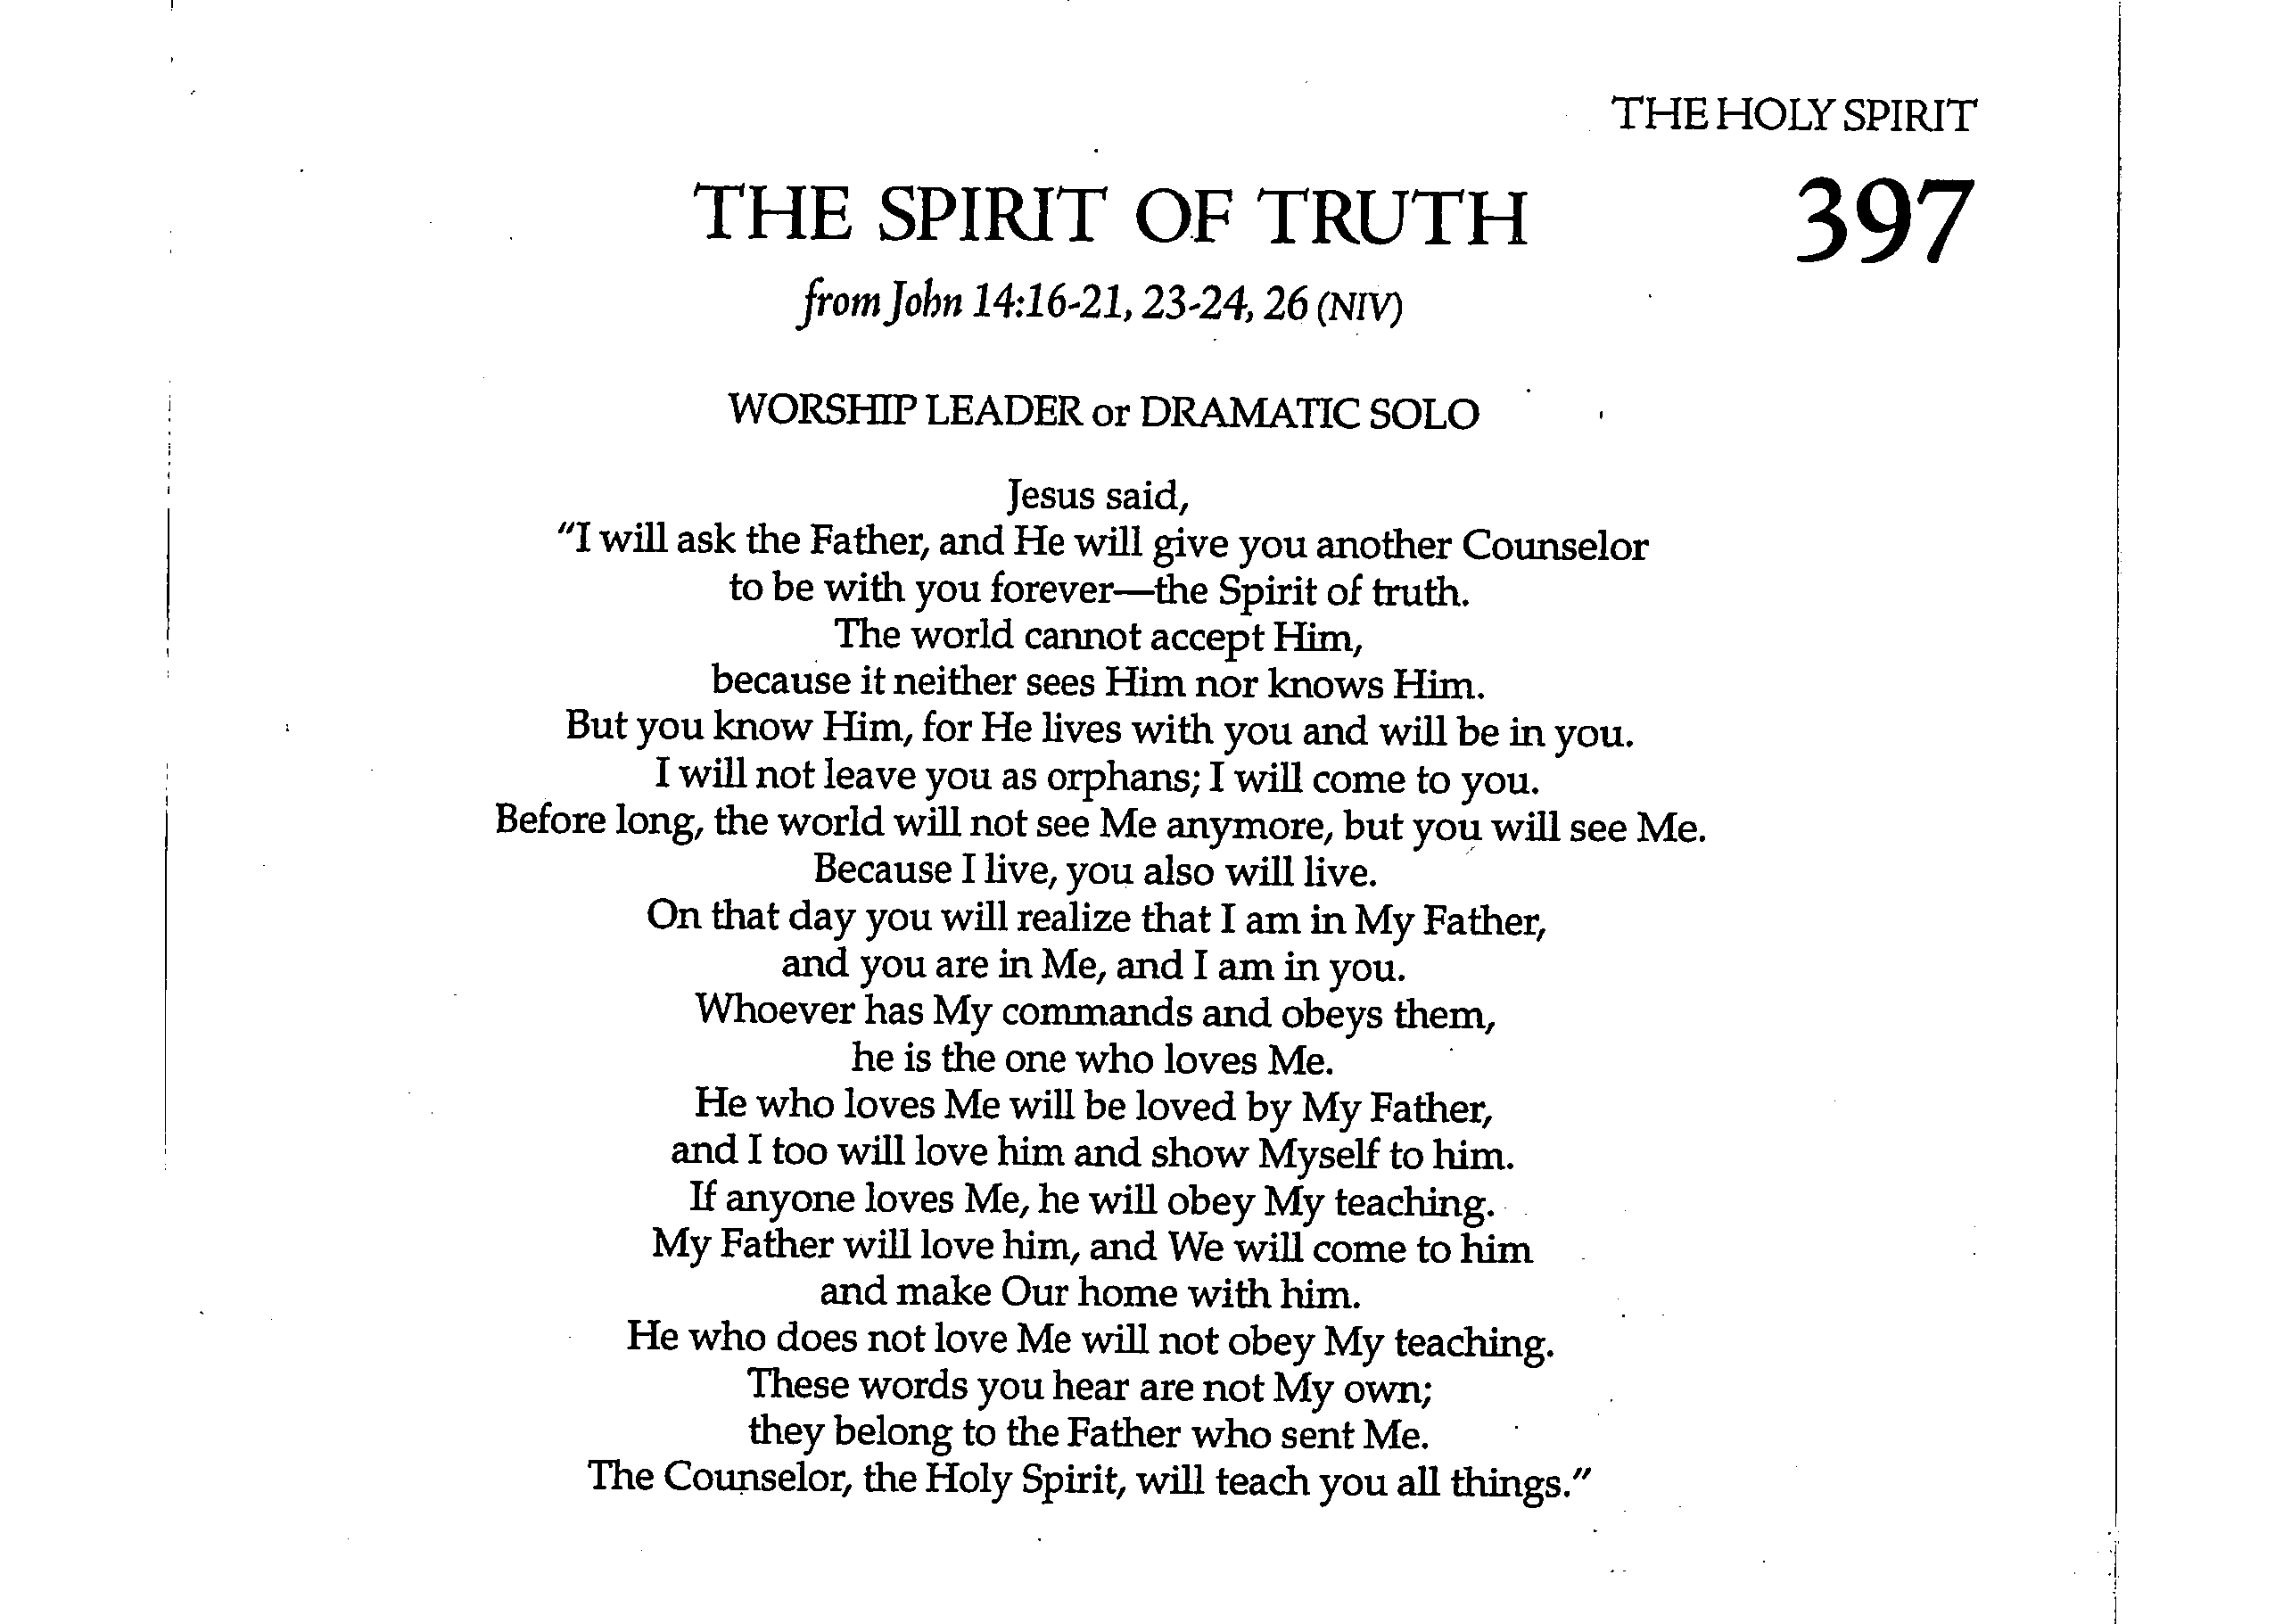 THE HOLY SPIRIT
THE SPIRIT OF TRUTH 397
from John 14:16-21, 23-24, 26 (NIV)
WORSHIP LEADER or DRAMATIC SOLO
Jesus said,
"I will ask the Father, and He will give you another Counselor
to be with you forever—the Spirit of truth.
The world cannot accept Him,
because it neither sees Him nor knows Him.
But you know Him, for He lives with you and will be in you.
I will not leave you as orphans; I will come to you.
Before long, the world will not see Me anymore, but you will see Me.
Because I live, you also will live.
On that day you will realize that I am in My Father,
and you are in Me, and I am in you.
Whoever has My commands and obeys them,
he is the one who loves Me.
He who loves Me will be loved by My Father,
and I too will love him and show Myself to him.
If anyone loves Me, he will obey My teaching.
My Father will love him, and We will come to him
and make Our home with him.
He who does not love Me will not obey My teaching.
These words you hear are not My own;
they belong to the Father who sent Me.
The Counselor, the Holy Spirit, will teach you all things."